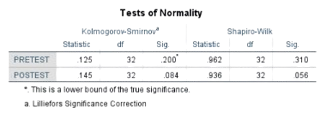 Tests of Normality
Kolmogorov-Smirnovᵃ Shapiro-Wilk
Statistic df Sig. Statistic df Sig.
PRETEST .125 32 .200* .962 32 .310
POSTEST .145 32 .084 .936 32 .056
*. This is a lower bound of the true significance.
a. Lilliefors Significance Correction